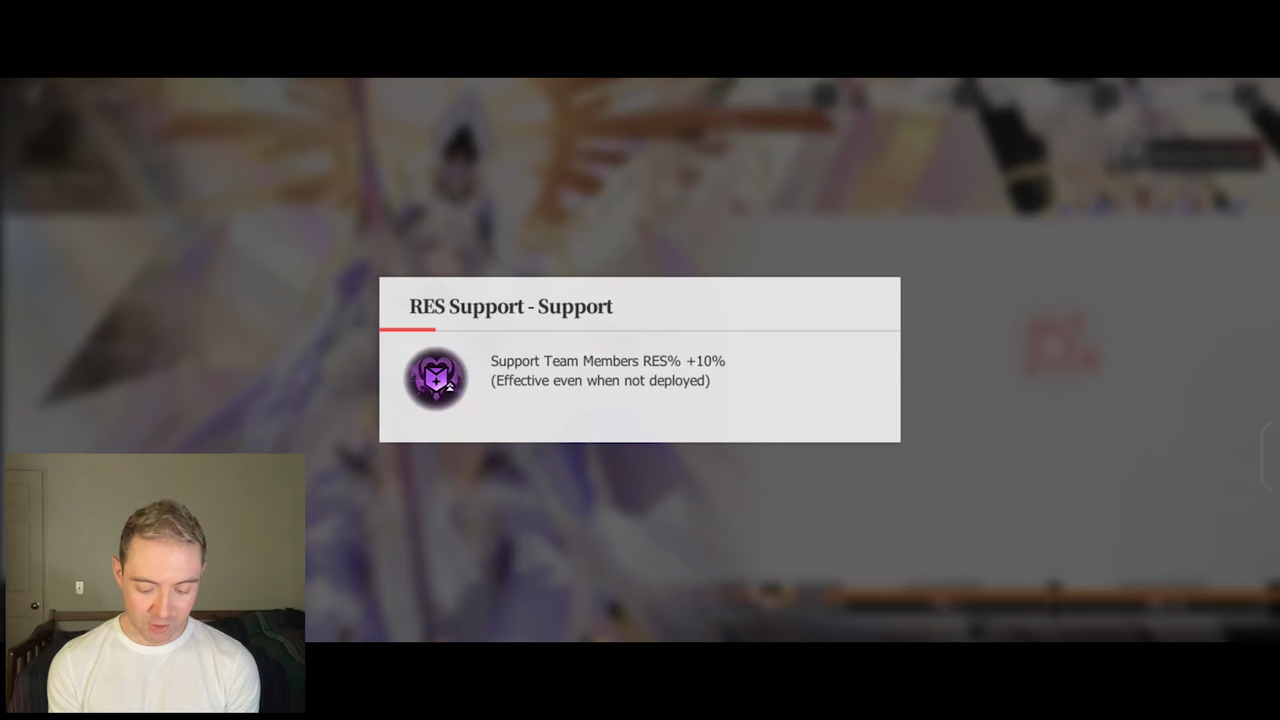 RES Support - Support
Support Team Members RES% +10%
(Effective even when not deployed)